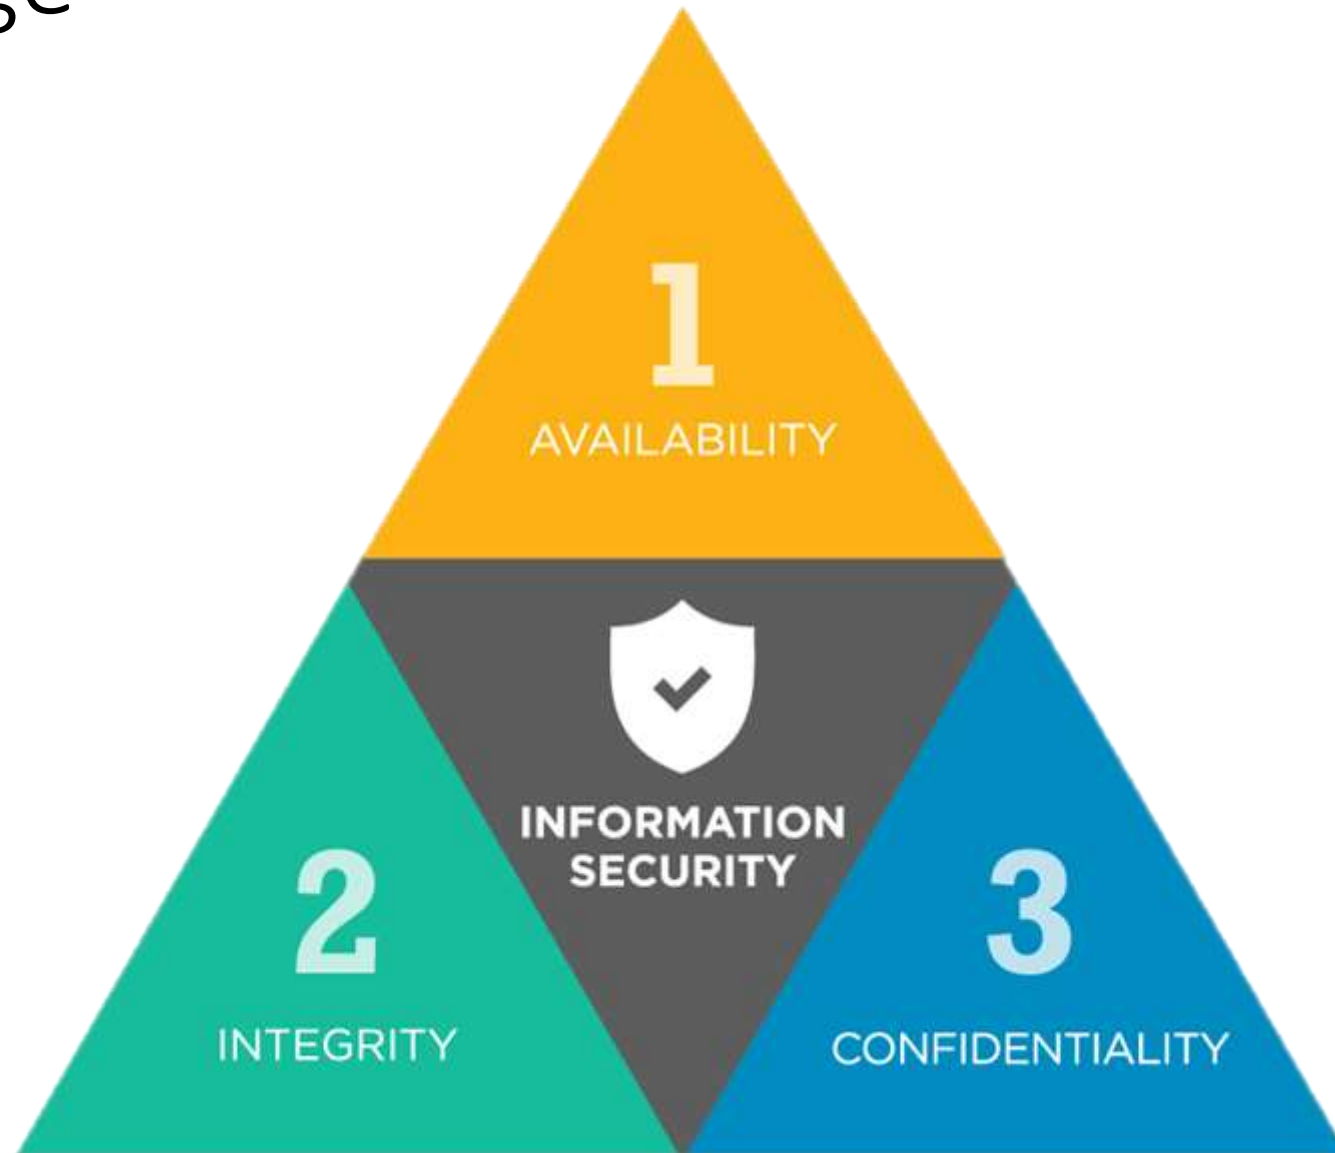 1
AVAILABILITY
INFORMATION
SECURITY
2
INTEGRITY
3
CONFIDENTIALITY